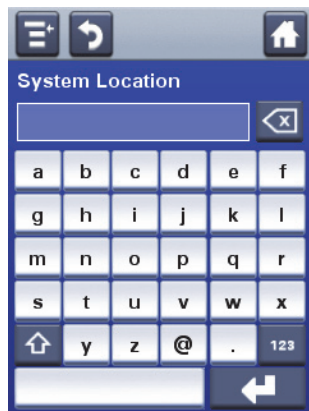 System Location
a b c d e f
g h i j k l
m n o p q r
s t u v w x
y z @ . 123